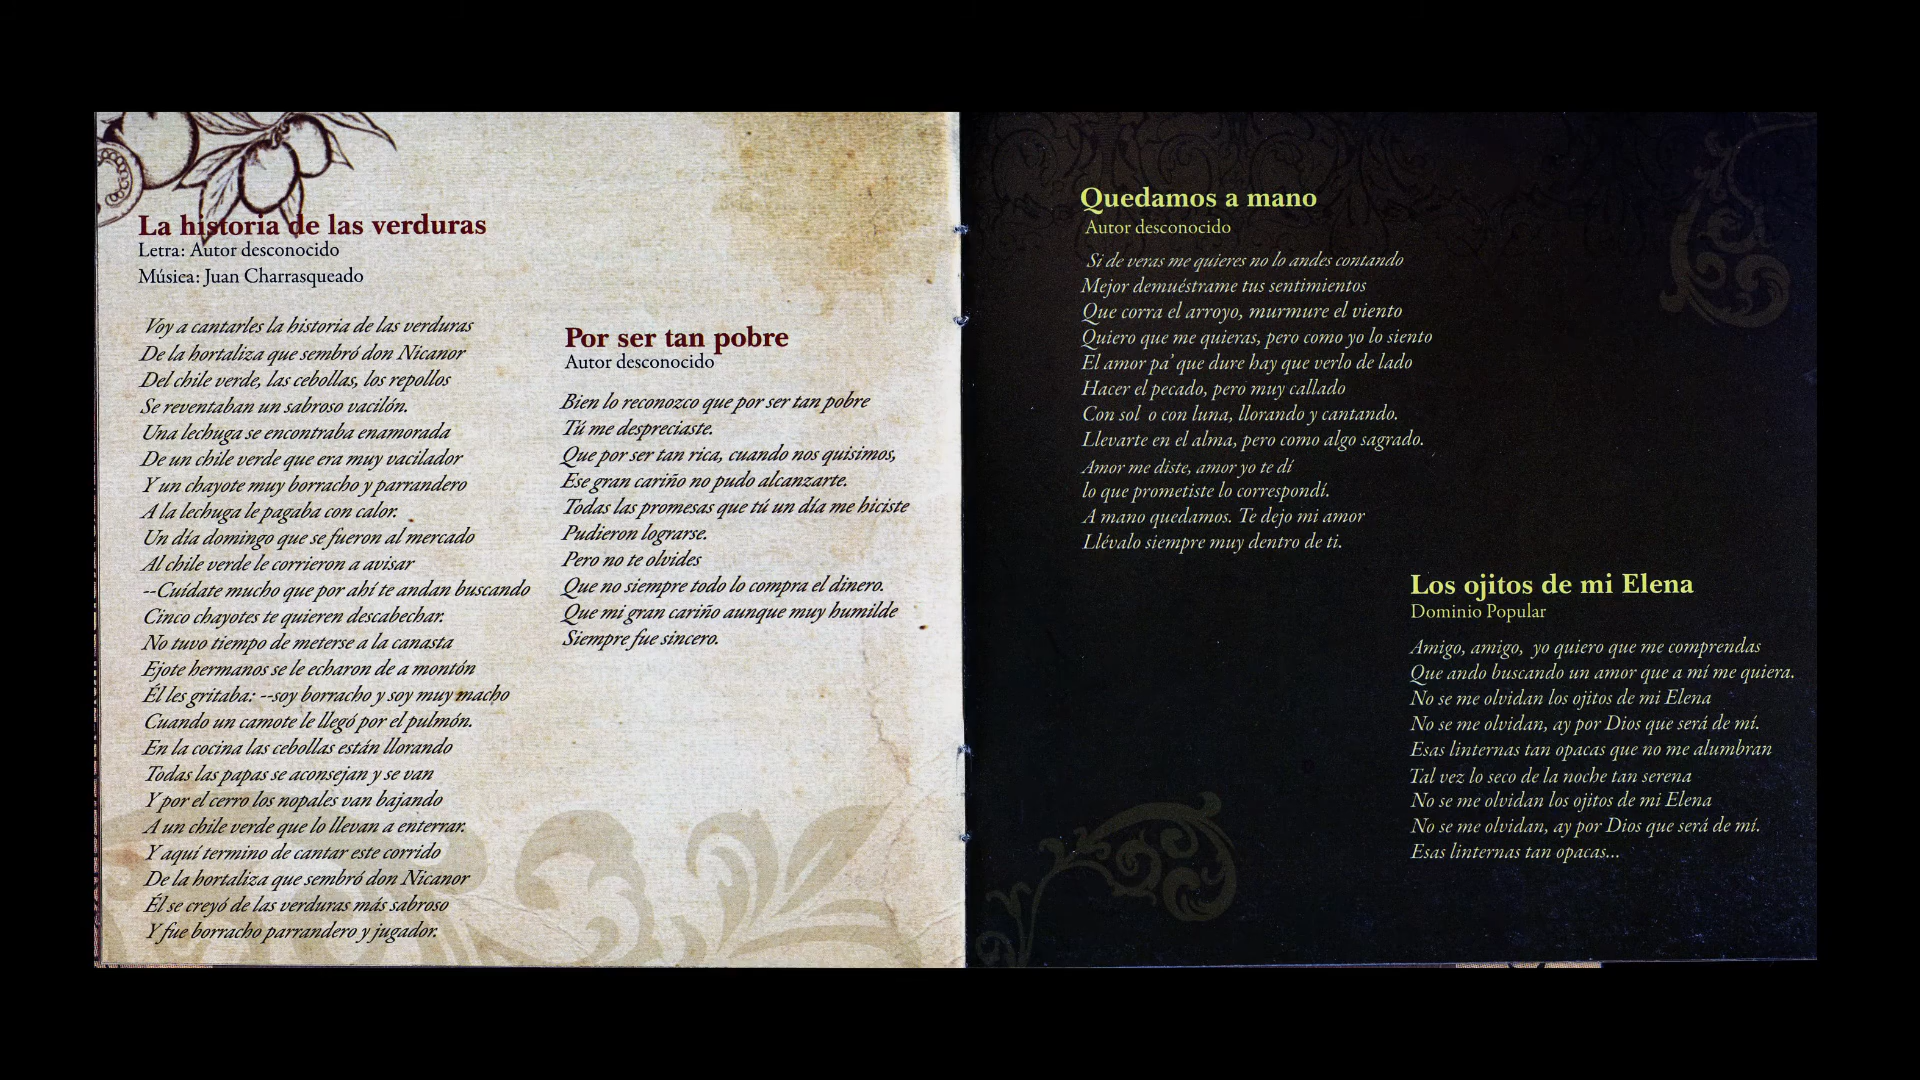 La historia de las verduras
Letra: Autor desconocido
Música: Juan Charrasqueado
Voy a cantarles la historia de las verduras
De la hortaliza que sembró don Nicanor
Del chile verde, las cebollas, los repollos
Se reventaban un sabroso vacilón.
Una lechuga se encontraba enamorada
De un chile verde que era muy vacilador
Y un chayote muy borracho y parrandero
A la lechuga le pagaba con calor.
Un día domingo que se fueron al mercado
Al chile verde le corrieron a avisar
--Cuídate mucho que por ahí te andan buscando
Cinco chayotes te quieren descabechar.
No tuvo tiempo de meterse a la canasta
Ejote hermanos se le echaron de a montón
Él les gritaba: --soy borracho y soy muy macho
Cuando un camote le llegó por el pulmón.
En la cocina las cebollas están llorando
Todas las papas se aconsejan y se van
Y por el cerro los nopales van bajando
A un chile verde que lo llevan a enterrar.
Y aquí termino de cantar este corrido
De la hortaliza que sembró don Nicanor
Él se creyó de las verduras más sabroso
Y fue borracho parrandero y jugador.
Por ser tan pobre
Autor desconocido
Bien lo reconozco que por ser tan pobre
Tú me despreciaste.
Que por ser tan rica, cuando nos quisimos,
Ese gran cariño no pudo alcanzarte.
Todas las promesas que tú un día me hiciste
Pudieron lograrse.
Pero no te olvides
Que no siempre todo lo compra el dinero.
Que mi gran cariño aunque muy humilde
Siempre fue sincero.
Quedamos a mano
Autor desconocido
Si de veras me quieres no lo andes contando
Mejor demuéstrame tus sentimientos
Que corra el arroyo, murmure el viento
Quiero que me quieras, pero como yo lo siento
El amor pa' que dure hay que verlo de lado
Hacer el pecado, pero muy callado
Con sol o con luna, llorando y cantando.
Llevarte en el alma, pero como algo sagrado.
Amor me diste, amor yo te dí
lo que prometiste lo correspondí.
A mano quedamos. Te dejo mi amor
Llévalo siempre muy dentro de ti.
Los ojitos de mi Elena
Dominio Popular
Amigo, amigo, yo quiero que me comprendas
Que ando buscando un amor que a mí me quiera.
No se me olvidan los ojitos de mi Elena
No se me olvidan, ay por Dios que será de mí.
Esas linternas tan opacas que no me alumbran
Tal vez lo seco de la noche tan serena
No se me olvidan los ojitos de mi Elena
No se me olvidan, ay por Dios que será de mí.
Esas linternas tan opacas...